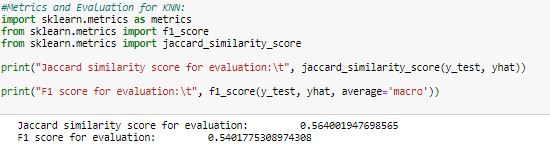 #Metrics and Evaluation for KNN:
import sklearn.metrics as metrics
from sklearn.metrics import f1_score
from sklearn.metrics import jaccard_similarity_score
print("Jaccard similarity score for evaluation:\t", jaccard_similarity_score(y_test, yhat))
print("F1 score for evaluation:\t", f1_score(y_test, yhat, average='macro'))
Jaccard similarity score for evaluation: 0.564001947698565
F1 score for evaluation: 0.5401775308974308